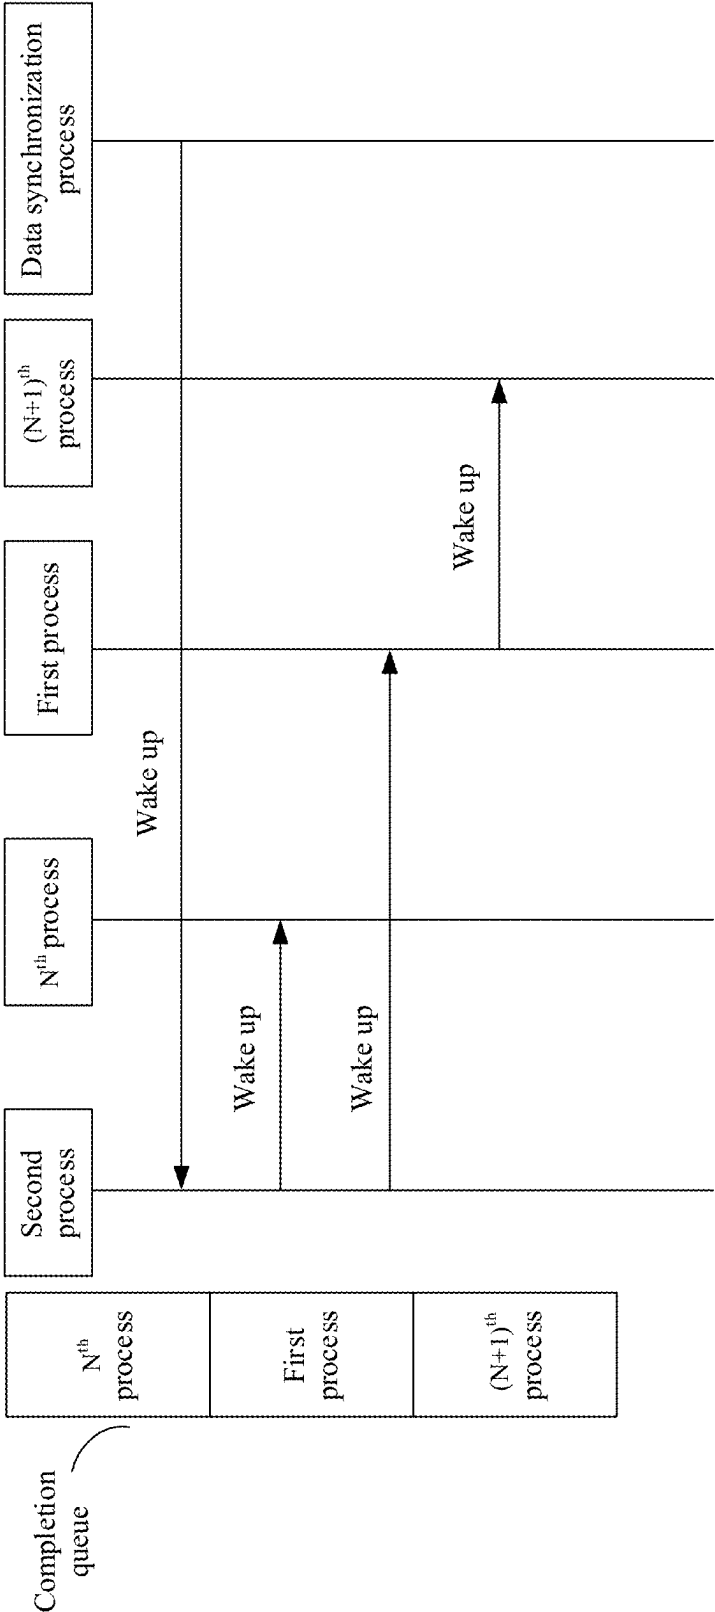 Completion
queue
Nᵗʰ
process
First
process
(N+1)ᵗʰ
process
Second
process
Nᵗʰ process
First process
(N+1)ᵗʰ
process
Data synchronization
process
Wake up
Wake up
Wake up
Wake up